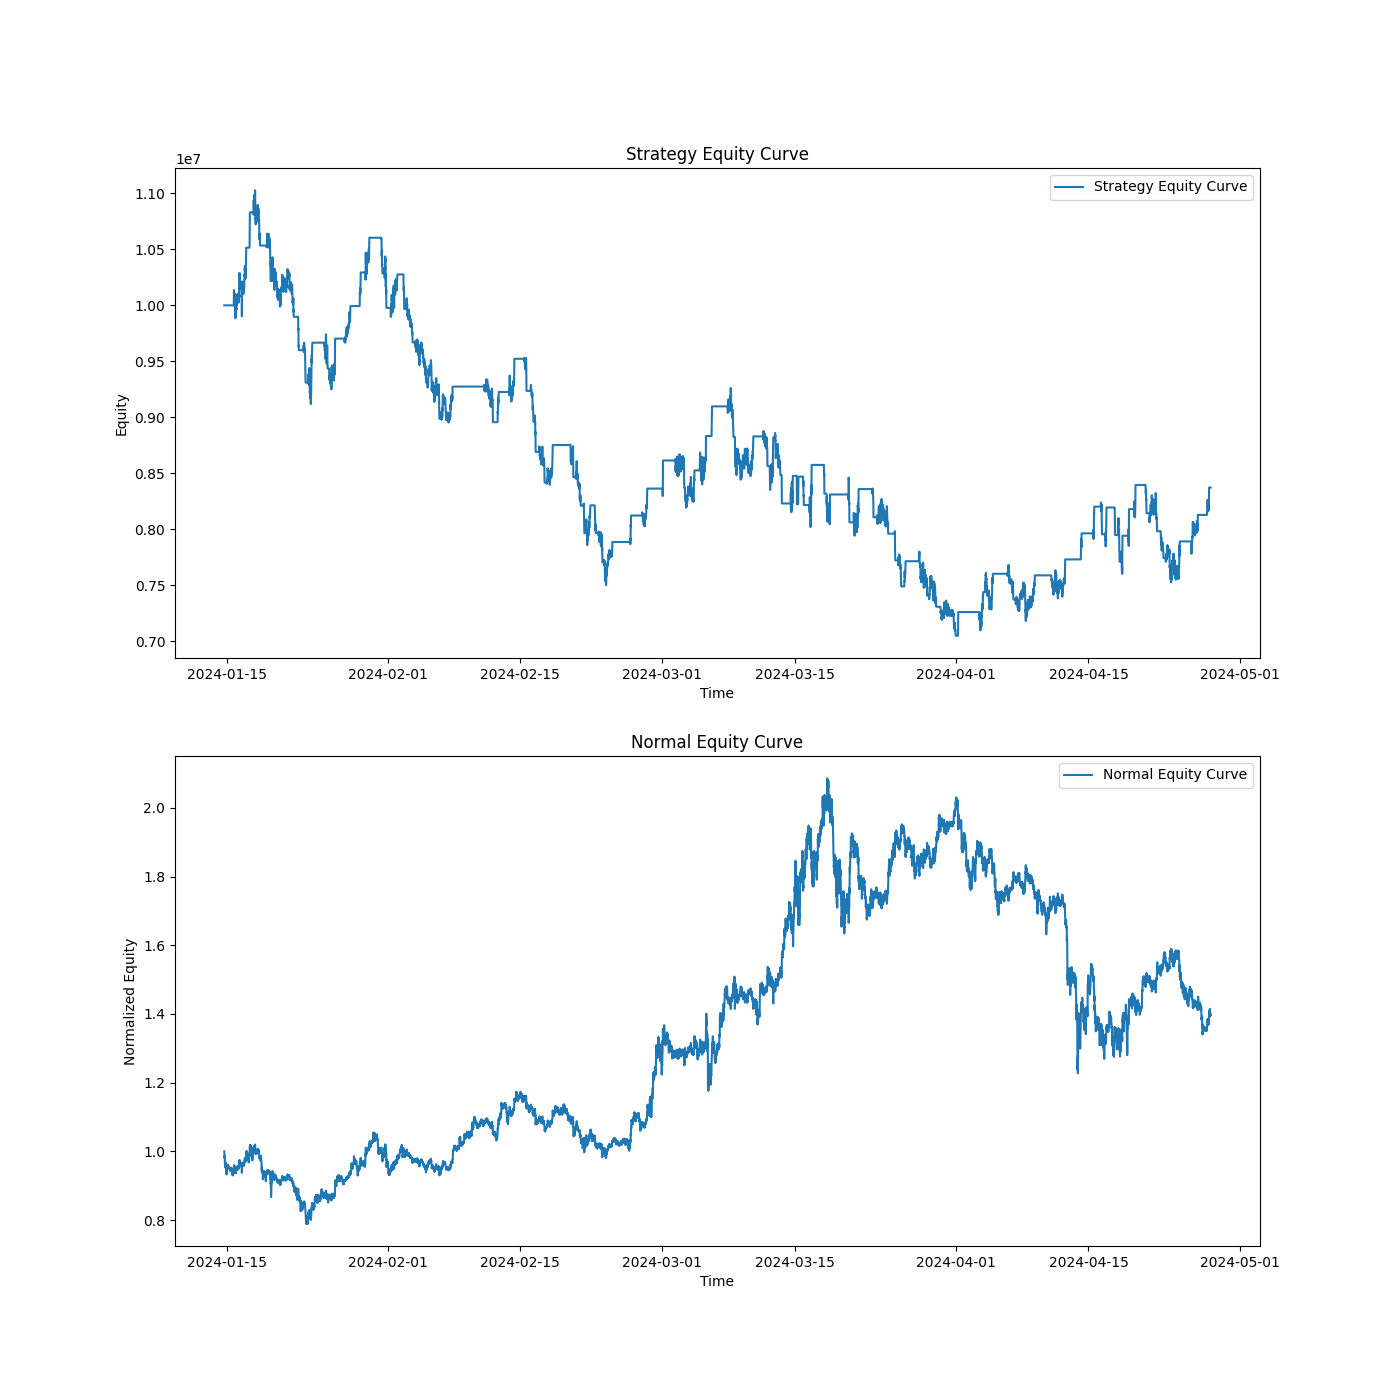 Strategy Equity Curve
1e7
Strategy Equity Curve
1.10
1.05
1.00
0.95
0.90
0.85
0.80
0.75
0.70
Equity
2024-01-15 2024-02-01 2024-02-15 2024-03-01 2024-03-15 2024-04-01 2024-04-15 2024-05-01
Time
Normal Equity Curve
Normal Equity Curve
2.0
1.8
1.6
1.4
1.2
1.0
0.8
Normalized Equity
2024-01-15 2024-02-01 2024-02-15 2024-03-01 2024-03-15 2024-04-01 2024-04-15 2024-05-01
Time